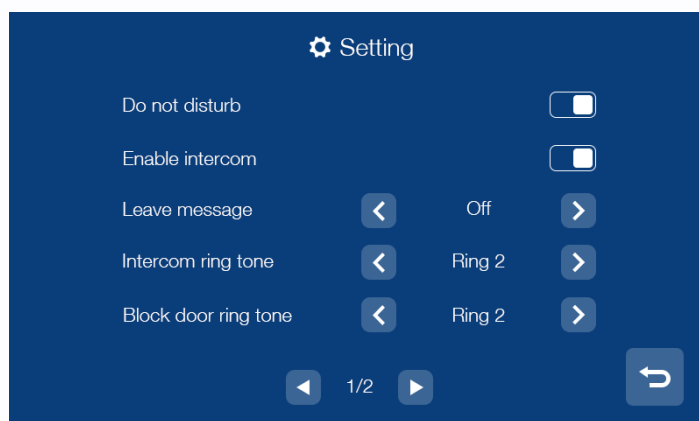 Setting
Do not disturb
Enable intercom
Leave message Off
Intercom ring tone Ring 2
Block door ring tone Ring 2
1/2